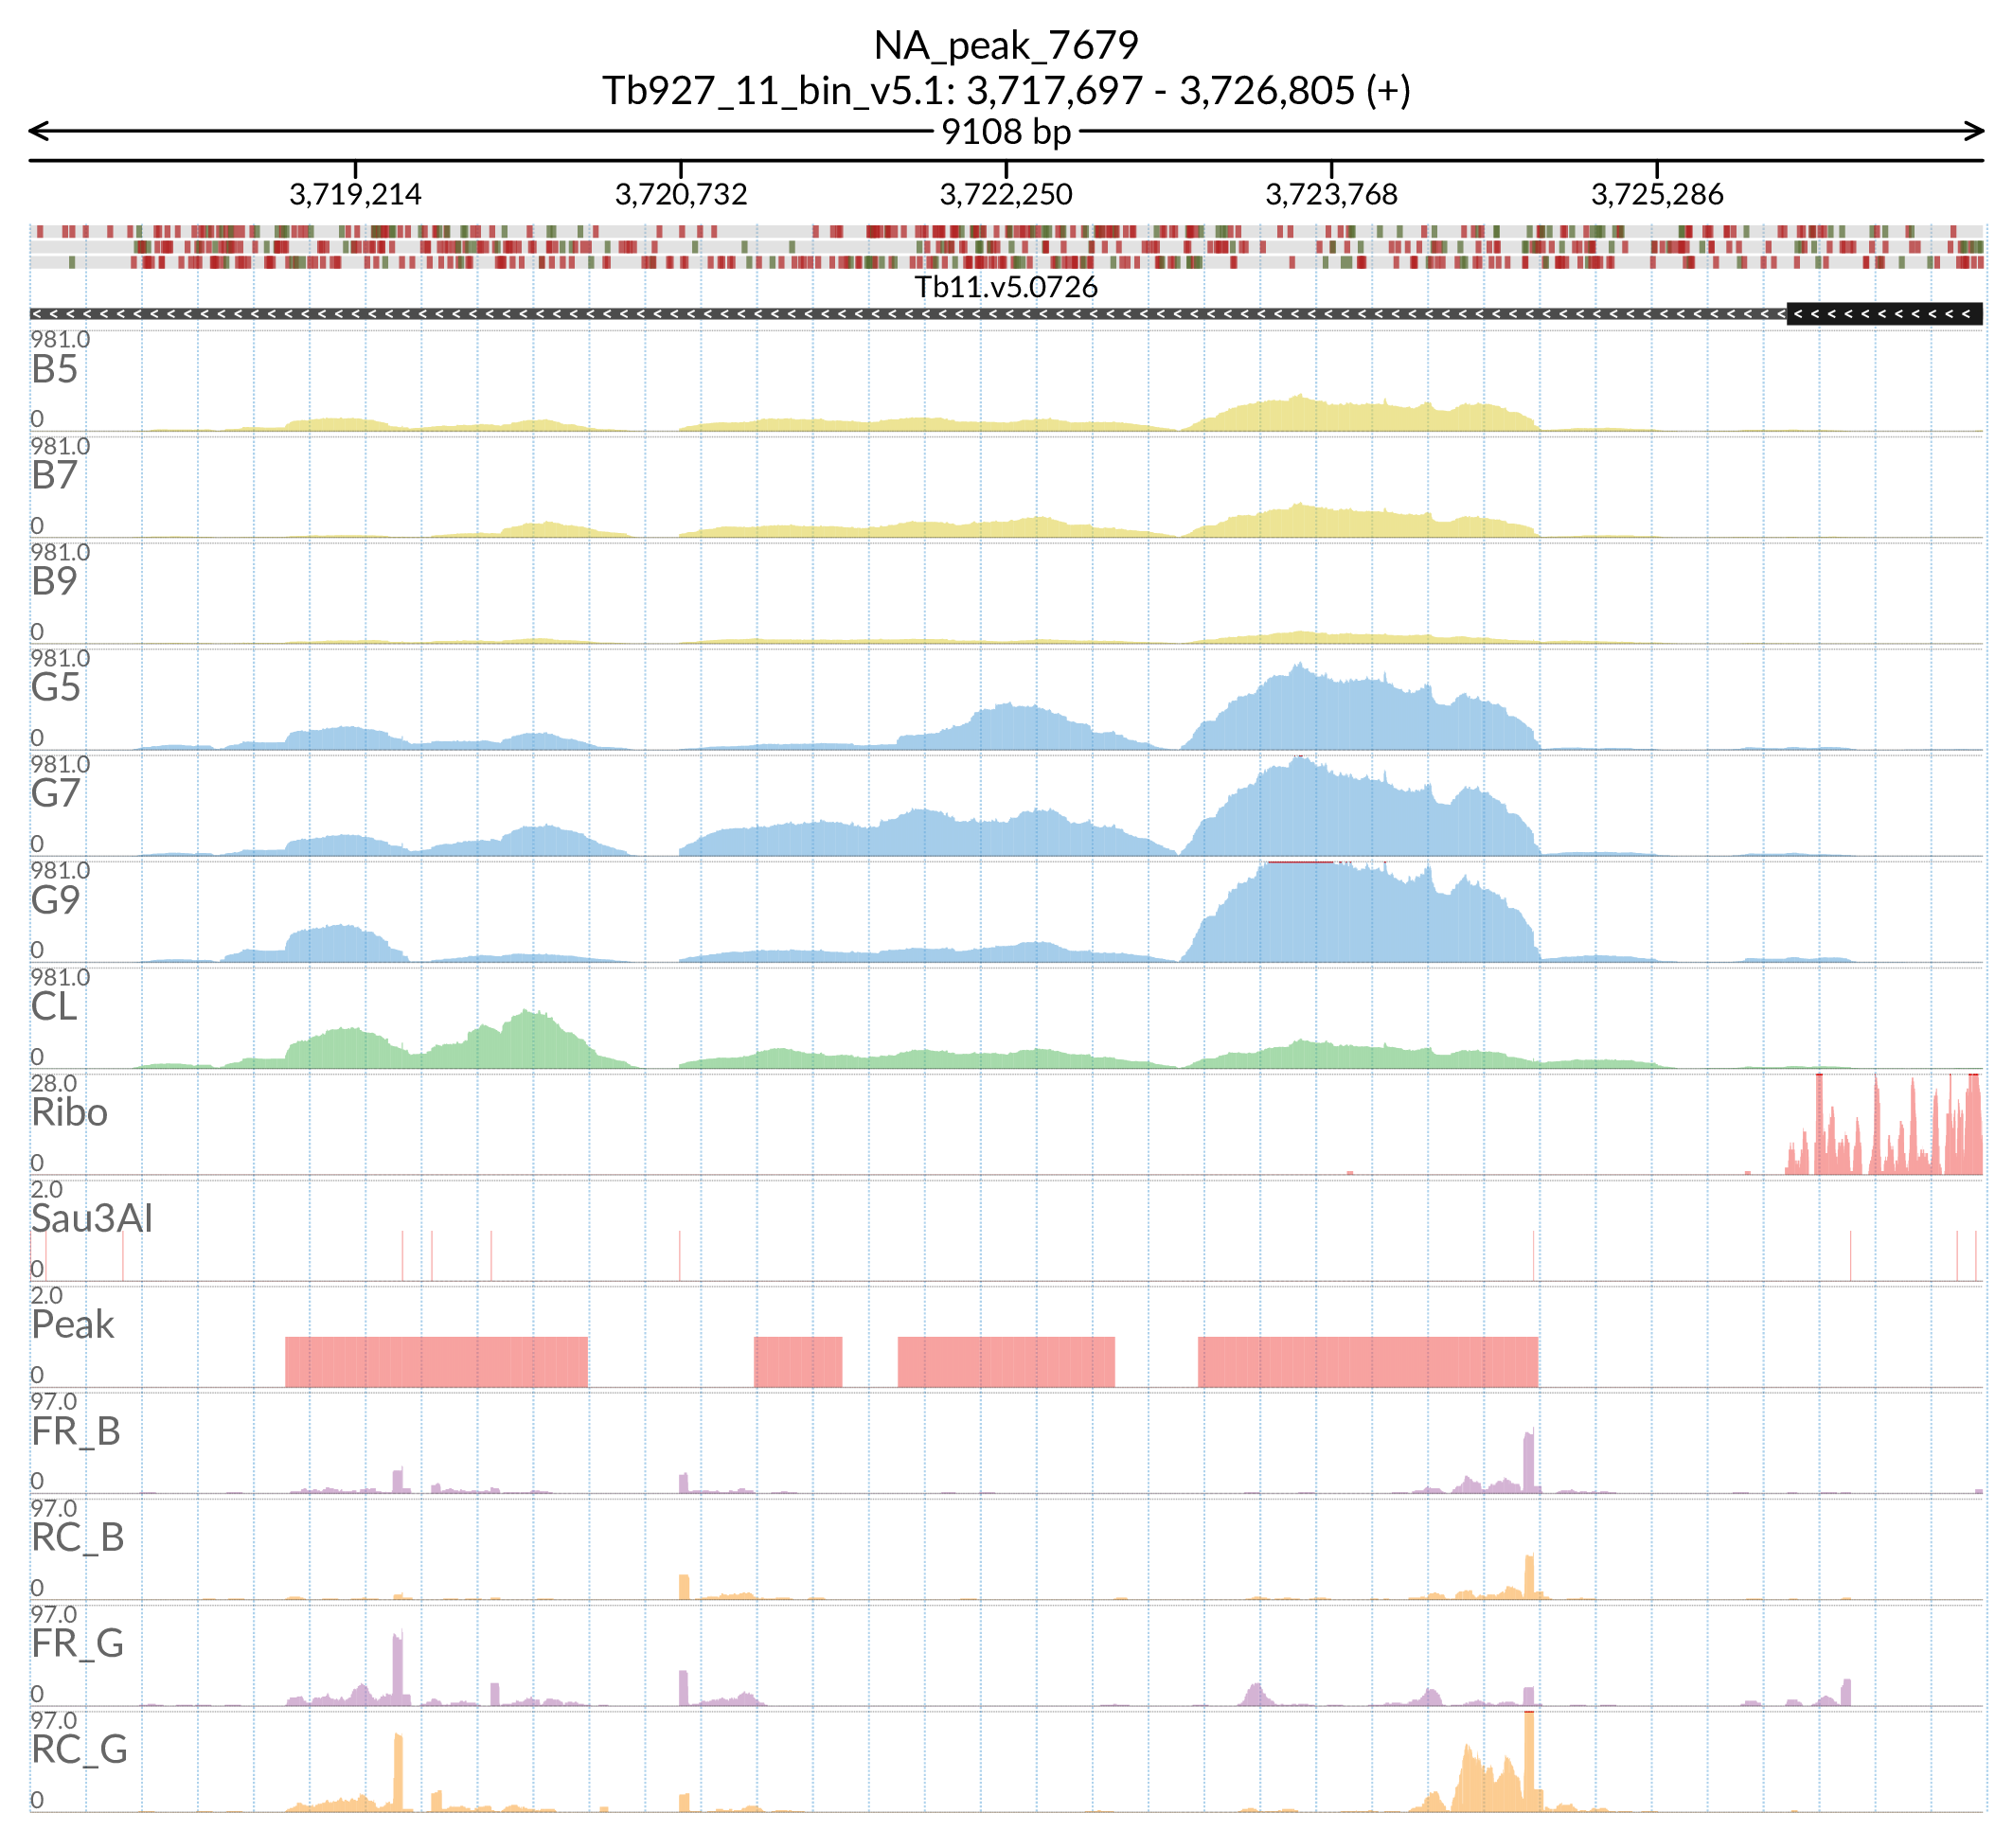 NA_peak_7679
Tb927_11_bin_v5.1: 3,717,697 - 3,726,805 (+)
9108 bp
3,719,214 3,720,732 3,722,250 3,723,768 3,725,286
Tb11.v5.0726
981.0
B5
0
981.0
B7
0
981.0
B9
0
981.0
G5
0
981.0
G7
0
981.0
G9
0
981.0
CL
0
28.0
Ribo
0
2.0
Sau3AI
0
2.0
Peak
0
97.0
FR_B
0
97.0
RC_B
0
97.0
FR_G
0
97.0
RC_G
0